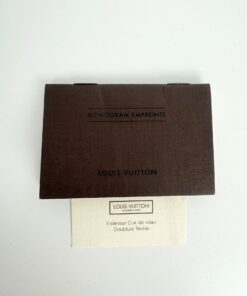 MONOGRAM EMPREINTE
LOUIS VUITTON
LOUIS VUITTON
Extérieur Cuir de veau
Doublure Textile